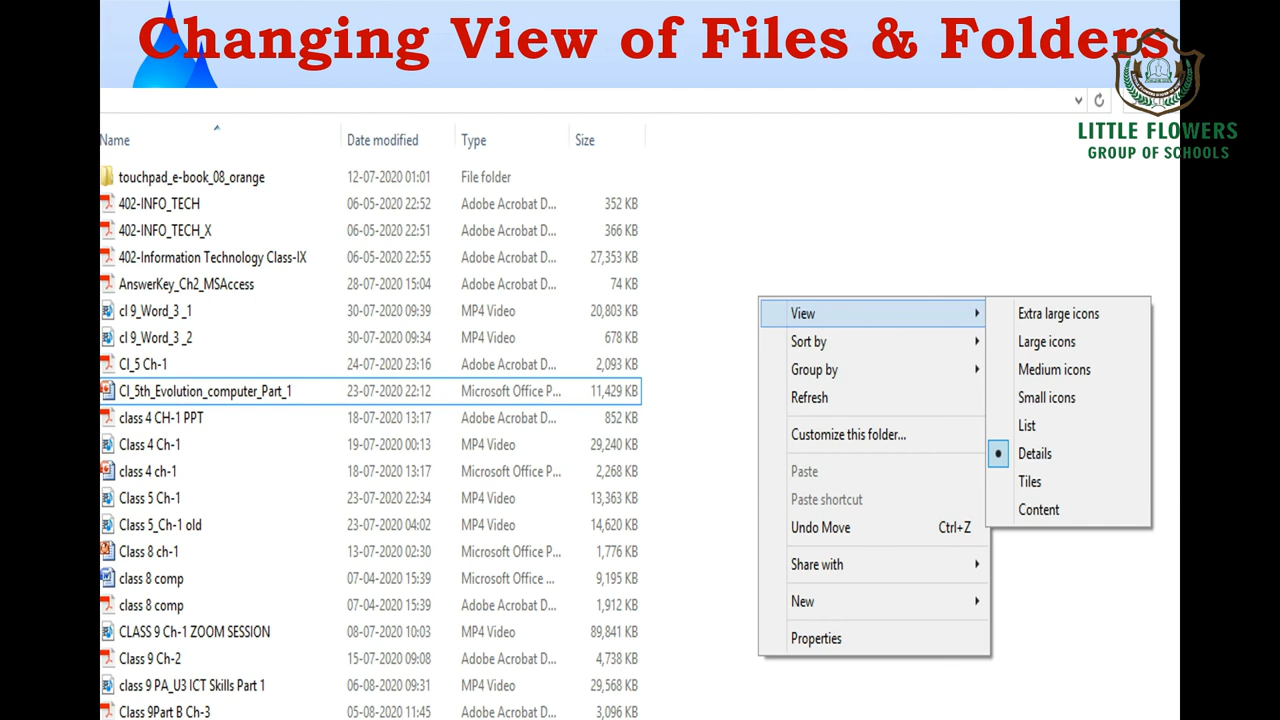 Changing View of Files & Folders
LITTLE FLOWERS
GROUP OF SCHOOLS
Name Date modified Type Size
touchpad_e-book_08_orange 12-07-2020 01:01 File folder
402-INFO_TECH 06-05-2020 22:52 Adobe Acrobat D... 352 KB
402-INFO_TECH_X 06-05-2020 22:51 Adobe Acrobat D... 366 KB
402-Information Technology Class-IX 06-05-2020 22:55 Adobe Acrobat D... 27,353 KB
AnswerKey_Ch2_MSAccess 28-07-2020 15:04 Adobe Acrobat D... 74 KB
cl 9_Word_3 _1 30-07-2020 09:39 MP4 Video 20,803 KB
cl 9_Word_3 _2 30-07-2020 09:34 MP4 Video 678 KB
Cl_5 Ch-1 24-07-2020 23:16 Adobe Acrobat D... 2,093 KB
Cl_5th_Evolution_computer_Part_1 23-07-2020 22:12 Microsoft Office P... 11,429 KB
class 4 CH-1 PPT 18-07-2020 13:17 Adobe Acrobat D... 852 KB
Class 4 Ch-1 19-07-2020 00:13 MP4 Video 29,240 KB
class 4 ch-1 18-07-2020 13:17 Microsoft Office P... 2,268 KB
Class 5 Ch-1 23-07-2020 22:34 MP4 Video 13,363 KB
Class 5_Ch-1 old 23-07-2020 04:02 MP4 Video 14,620 KB
Class 8 ch-1 13-07-2020 02:30 Microsoft Office P... 1,776 KB
class 8 comp 07-04-2020 15:39 Microsoft Office ... 9,195 KB
class 8 comp 07-04-2020 15:39 Adobe Acrobat D... 1,912 KB
CLASS 9 Ch-1 ZOOM SESSION 08-07-2020 10:03 MP4 Video 89,841 KB
Class 9 Ch-2 15-07-2020 09:08 Adobe Acrobat D... 4,738 KB
class 9 PA_U3 ICT Skills Part 1 06-08-2020 09:31 MP4 Video 29,568 KB
Class 9Part B Ch-3 05-08-2020 11:45 Adobe Acrobat D... 3,096 KB
View
Sort by
Group by
Refresh
Customize this folder...
Paste
Paste shortcut
Undo Move Ctrl+Z
Share with
New
Properties
Extra large icons
Large icons
Medium icons
Small icons
List
Details
Tiles
Content